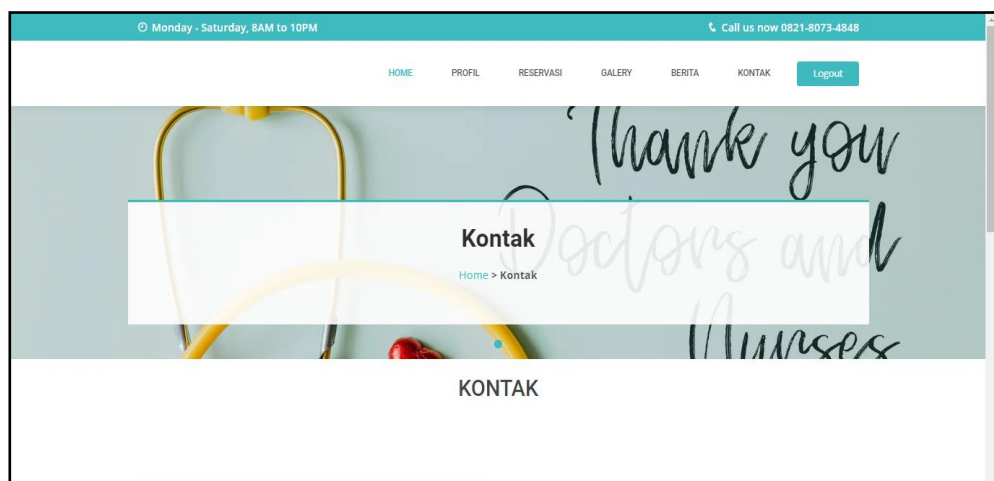 Monday - Saturday, 8AM to 10PM
Call us now 0821-8073-4848
HOME PROFIL RESERVASI GALERY BERITA KONTAK Logout
Thank you
Doctors and
Nurses
Kontak
Home > Kontak
KONTAK